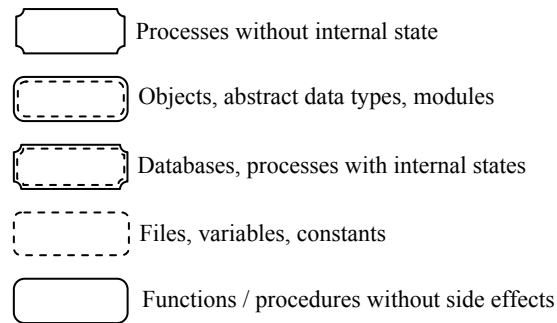 Processes without internal state
Objects, abstract data types, modules
Databases, processes with internal states
Files, variables, constants
Functions / procedures without side effects